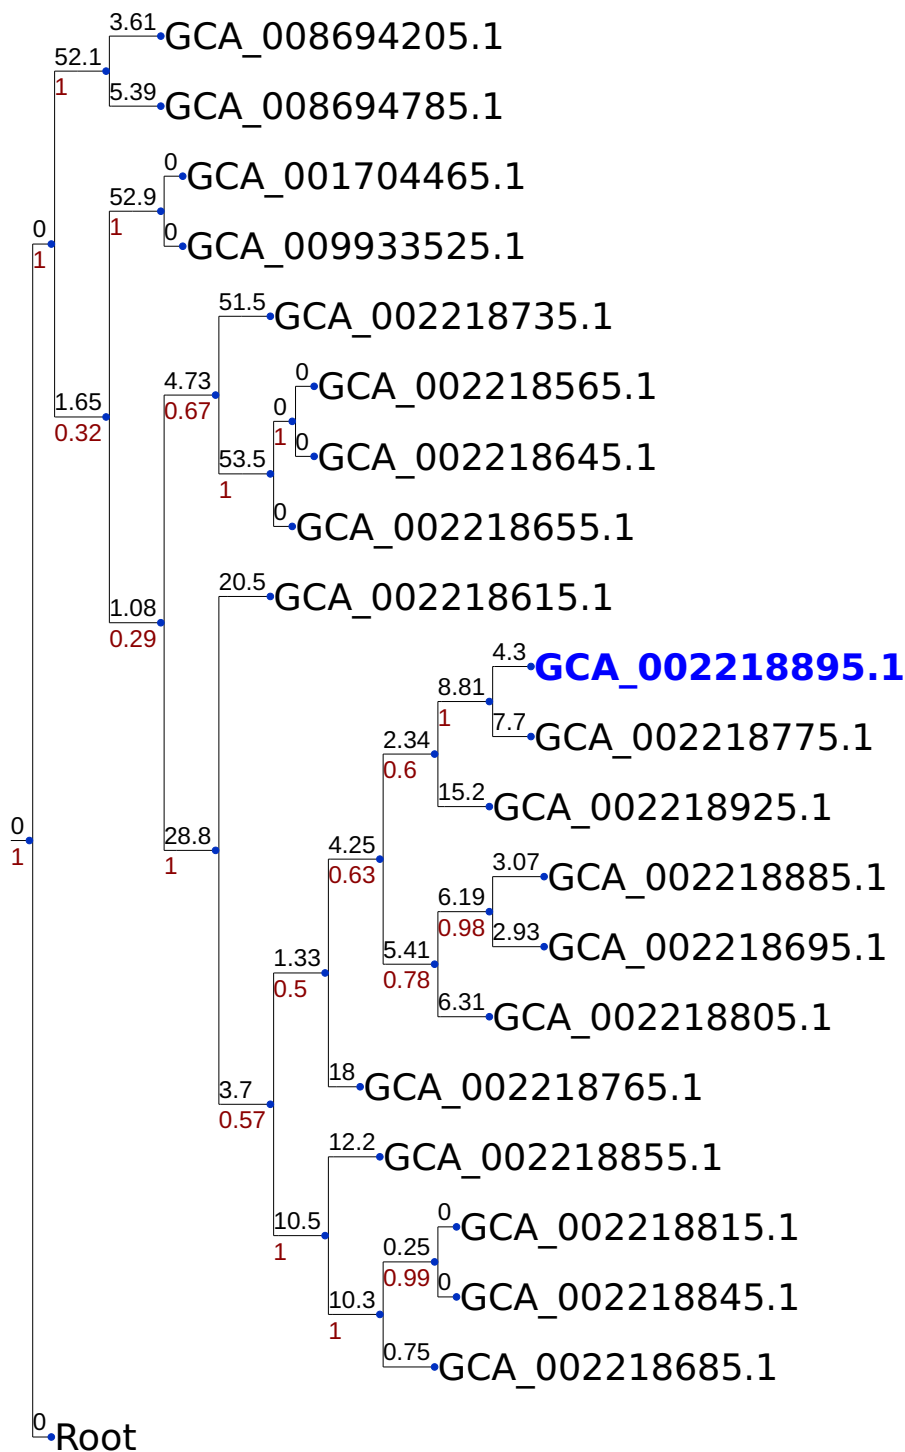 3.61
GCA_008694205.1
52.1
1
5.39
GCA_008694785.1
0
GCA_001704465.1
52.9
1
0
GCA_009933525.1
0
1
51.5
GCA_002218735.1
0
GCA_002218565.1
4.73
0.67
1.65
0.32
0
1
0
GCA_002218645.1
53.5
1
0
GCA_002218655.1
20.5
GCA_002218615.1
1.08
0.29
4.3
GCA_002218895.1
8.81
1
7.7
GCA_002218775.1
2.34
0.6
15.2
GCA_002218925.1
0
1
28.8
1
4.25
0.63
3.07
GCA_002218885.1
6.19
0.98
2.93
GCA_002218695.1
5.41
0.78
1.33
0.5
6.31
GCA_002218805.1
18
GCA_002218765.1
3.7
0.57
12.2
GCA_002218855.1
10.5
1
0
GCA_002218815.1
0.25
0.99
0
GCA_002218845.1
10.3
1
0.75
GCA_002218685.1
0
Root